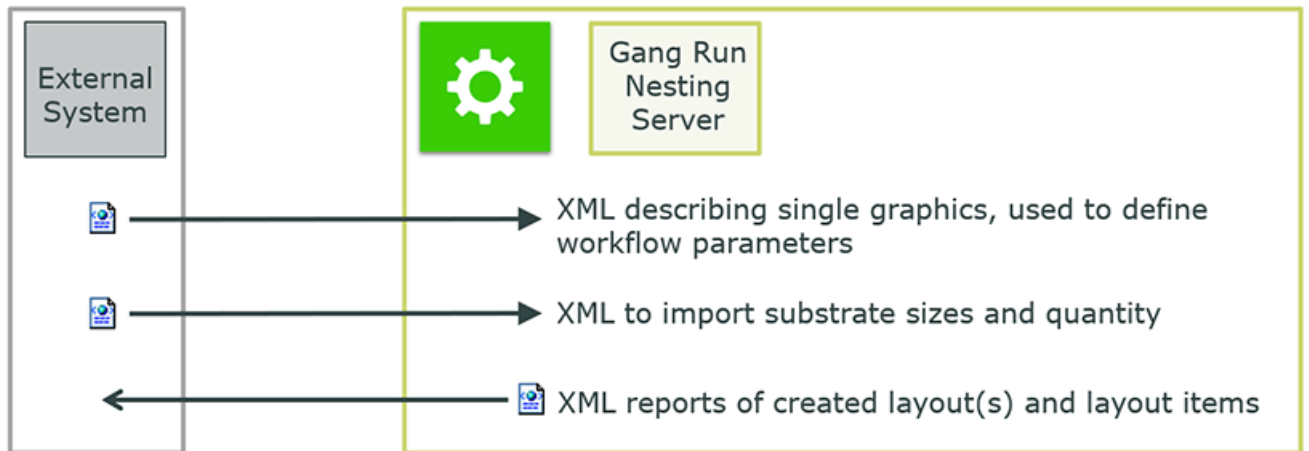 External
System
Gang Run
Nesting
Server
XML describing single graphics, used to define
workflow parameters
XML to import substrate sizes and quantity
XML reports of created layout(s) and layout items